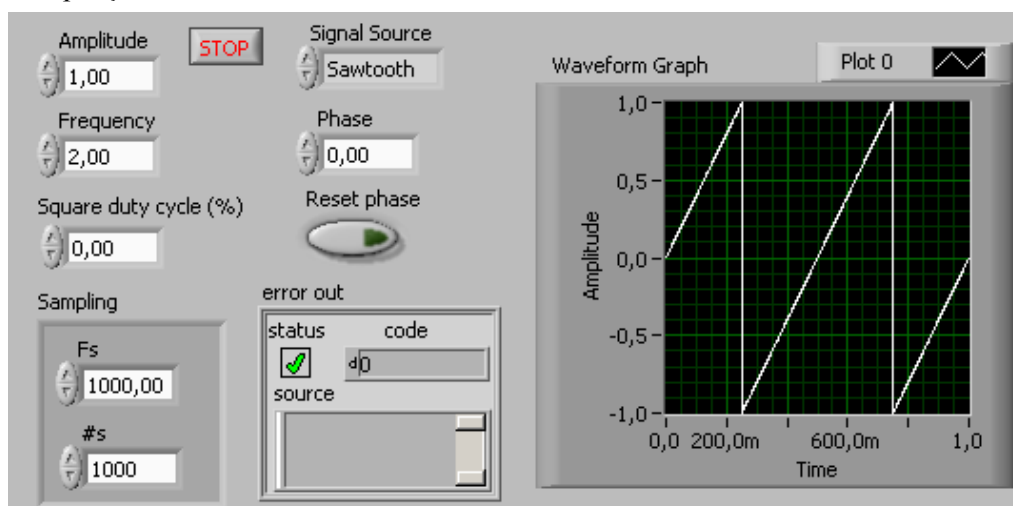 Amplitude
1,00
STOP
Signal Source
Sawtooth
Frequency
2,00
Phase
0,00
Square duty cycle (%)
0,00
Reset phase
Sampling
Fs
1000,00
#s
1000
error out
status code
d0
source
Waveform Graph
Plot 0
1,0
0,5
0,0
-0,5
-1,0
Amplitude
0,0 200,0m 600,0m 1,0
Time